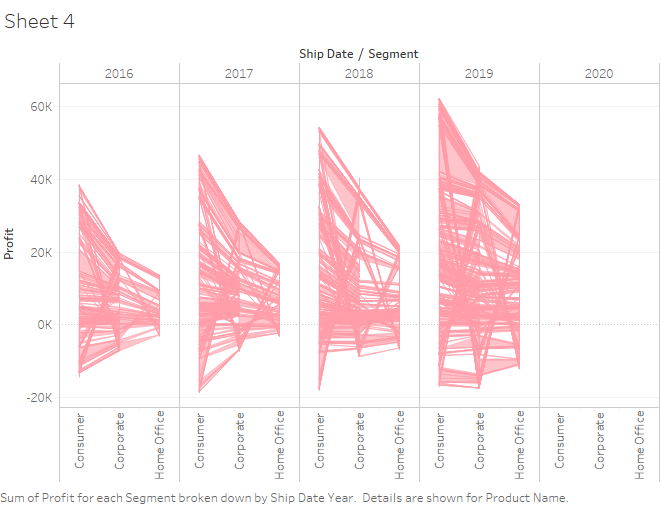 Sheet 4
Ship Date / Segment
2016 2017 2018 2019 2020
60K
40K
20K
0K
-20K
Profit
Consumer Corporate Home Office Consumer Corporate Home Office Consumer Corporate Home Office Consumer Corporate Home Office Consumer Corporate Home Office
Sum of Profit for each Segment broken down by Ship Date Year. Details are shown for Product Name.